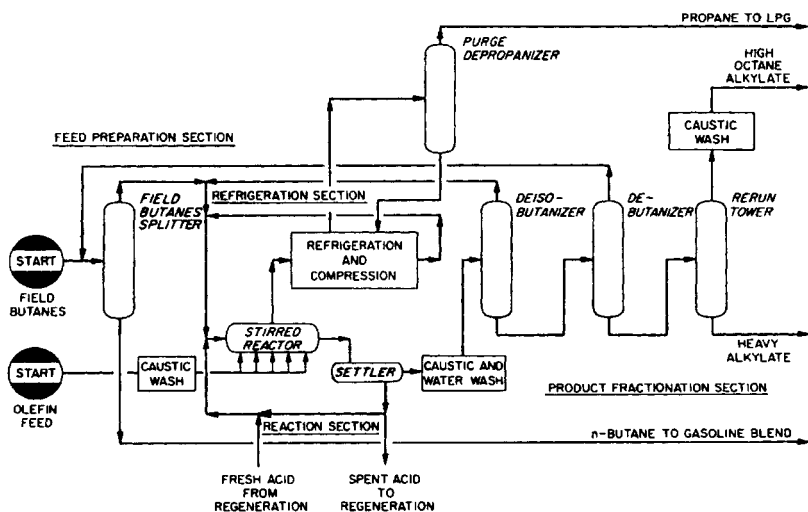 PROPANE TO LPG
PURGE
DEPROPANIZER
HIGH
OCTANE
ALKYLATE
CAUSTIC
WASH
FEED PREPARATION SECTION
FIELD
BUTANES
SPLITTER
REFRIGERATION SECTION
DEISO-
BUTANIZER
DE-
BUTANIZER
RERUN
TOWER
REFRIGERATION
AND
COMPRESSION
START
FIELD
BUTANES
STIRRED
REACTOR
HEAVY
ALKYLATE
START
OLEFIN
FEED
CAUSTIC
WASH
SETTLER
CAUSTIC AND
WATER WASH
PRODUCT FRACTIONATION SECTION
REACTION SECTION
n-BUTANE TO GASOLINE BLEND
FRESH ACID
FROM
REGENERATION
SPENT ACID
TO
REGENERATION